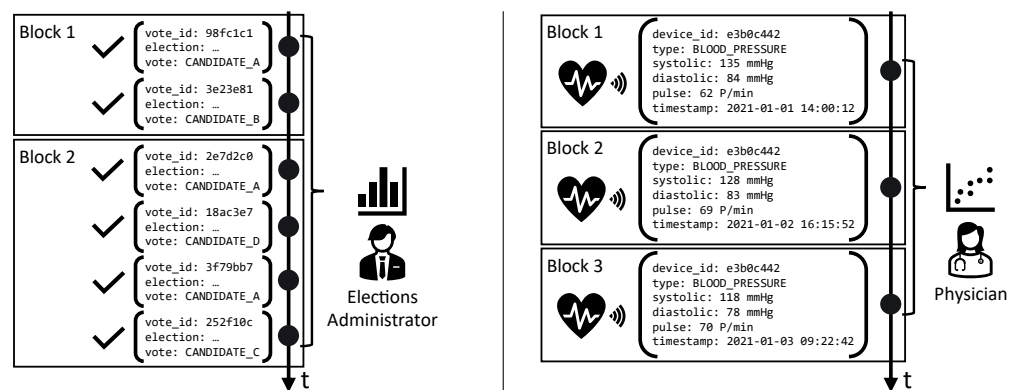 Block 1
vote_id: 98fc1c1
election: …
vote: CANDIDATE_A
vote_id: 3e23e81
election: …
vote: CANDIDATE_B
Block 2
vote_id: 2e7d2c0
election: …
vote: CANDIDATE_A
vote_id: 18ac3e7
election: …
vote: CANDIDATE_D
vote_id: 3f79bb7
election: …
vote: CANDIDATE_A
vote_id: 252f10c
election: …
vote: CANDIDATE_C
t
Elections
Administrator
Block 1
device_id: e3b0c442
type: BLOOD_PRESSURE
systolic: 135 mmHg
diastolic: 84 mmHg
pulse: 62 P/min
timestamp: 2021-01-01 14:00:12
Block 2
device_id: e3b0c442
type: BLOOD_PRESSURE
systolic: 128 mmHg
diastolic: 83 mmHg
pulse: 69 P/min
timestamp: 2021-01-02 16:15:52
Block 3
device_id: e3b0c442
type: BLOOD_PRESSURE
systolic: 118 mmHg
diastolic: 78 mmHg
pulse: 70 P/min
timestamp: 2021-01-03 09:22:42
t
Physician